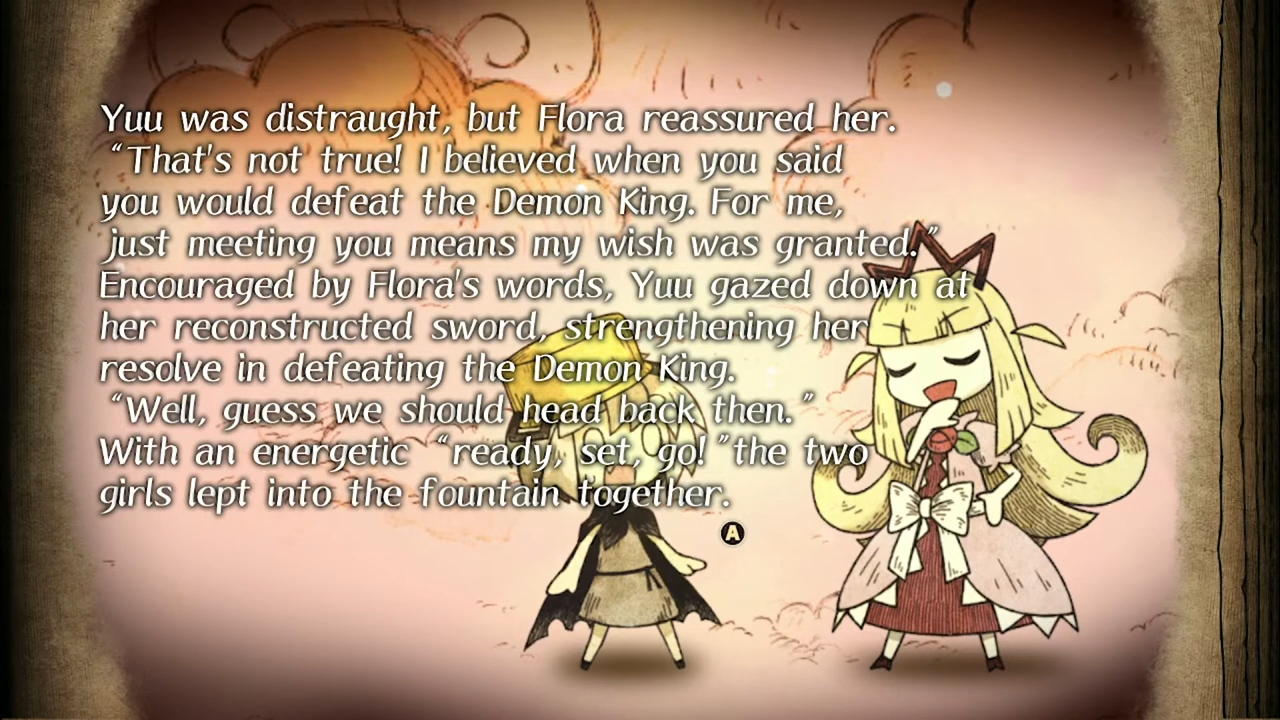 Yuu was distraught, but Flora reassured her.
“That's not true! I believed when you said
you would defeat the Demon King. For me,
just meeting you means my wish was granted.”
Encouraged by Flora's words, Yuu gazed down at
her reconstructed sword, strengthening her
resolve in defeating the Demon King.
“Well, guess we should head back then.”
With an energetic “ready, set, go! ”the two
girls lept into the fountain together.
A